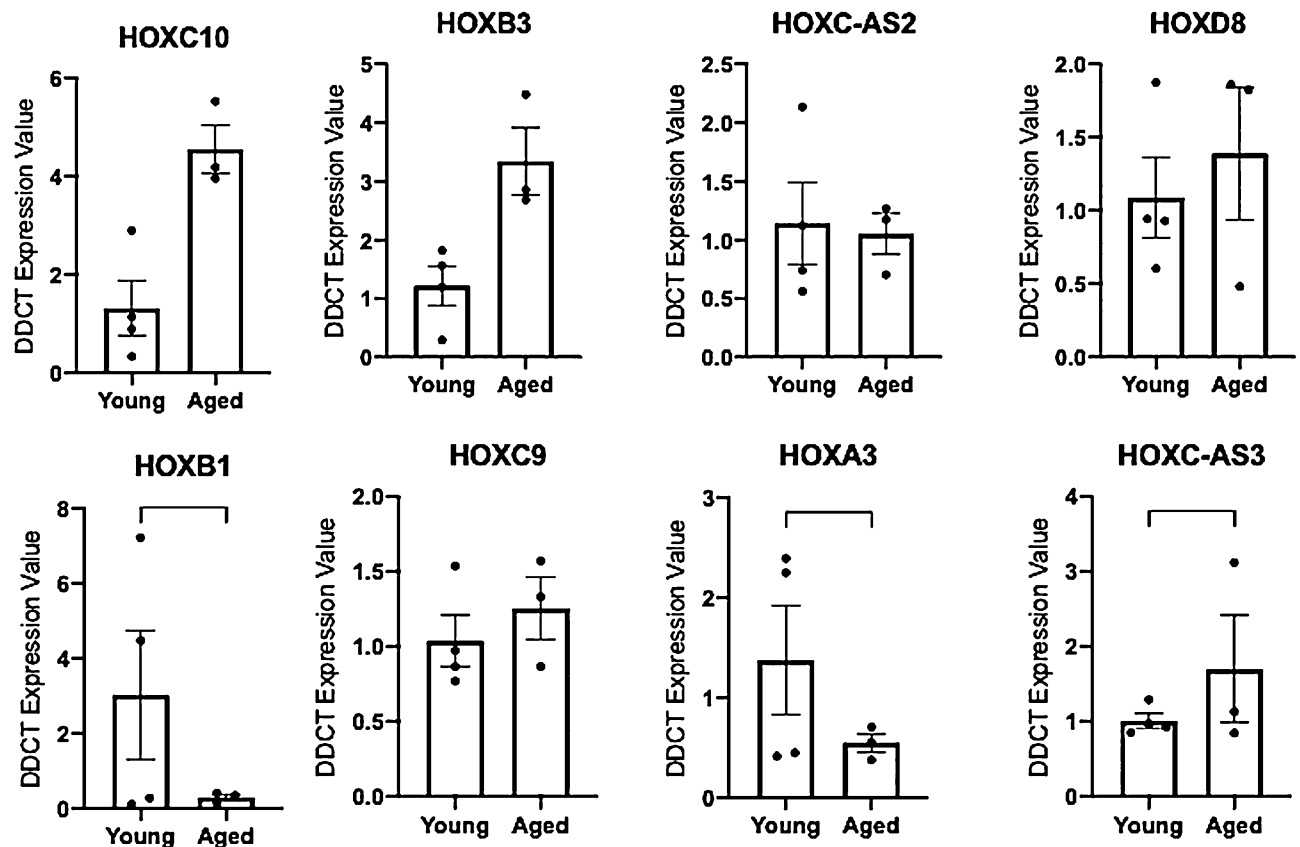 HOXC10
DDCT Expression Value
6
4
2
0
Young Aged
HOXB3
DDCT Expression Value
5
4
3
2
1
0
Young Aged
HOXC-AS2
DDCT Expression Value
2.5
2.0
1.5
1.0
0.5
0.0
Young Aged
HOXD8
DDCT Expression Value
2.0
1.5
1.0
0.5
0.0
Young Aged
HOXB1
DDCT Expression Value
8
6
4
2
0
Young Aged
HOXC9
DDCT Expression Value
2.0
1.5
1.0
0.5
0.0
Young Aged
HOXA3
DDCT Expression Value
3
2
1
0
Young Aged
HOXC-AS3
DDCT Expression Value
4
3
2
1
0
Young Aged